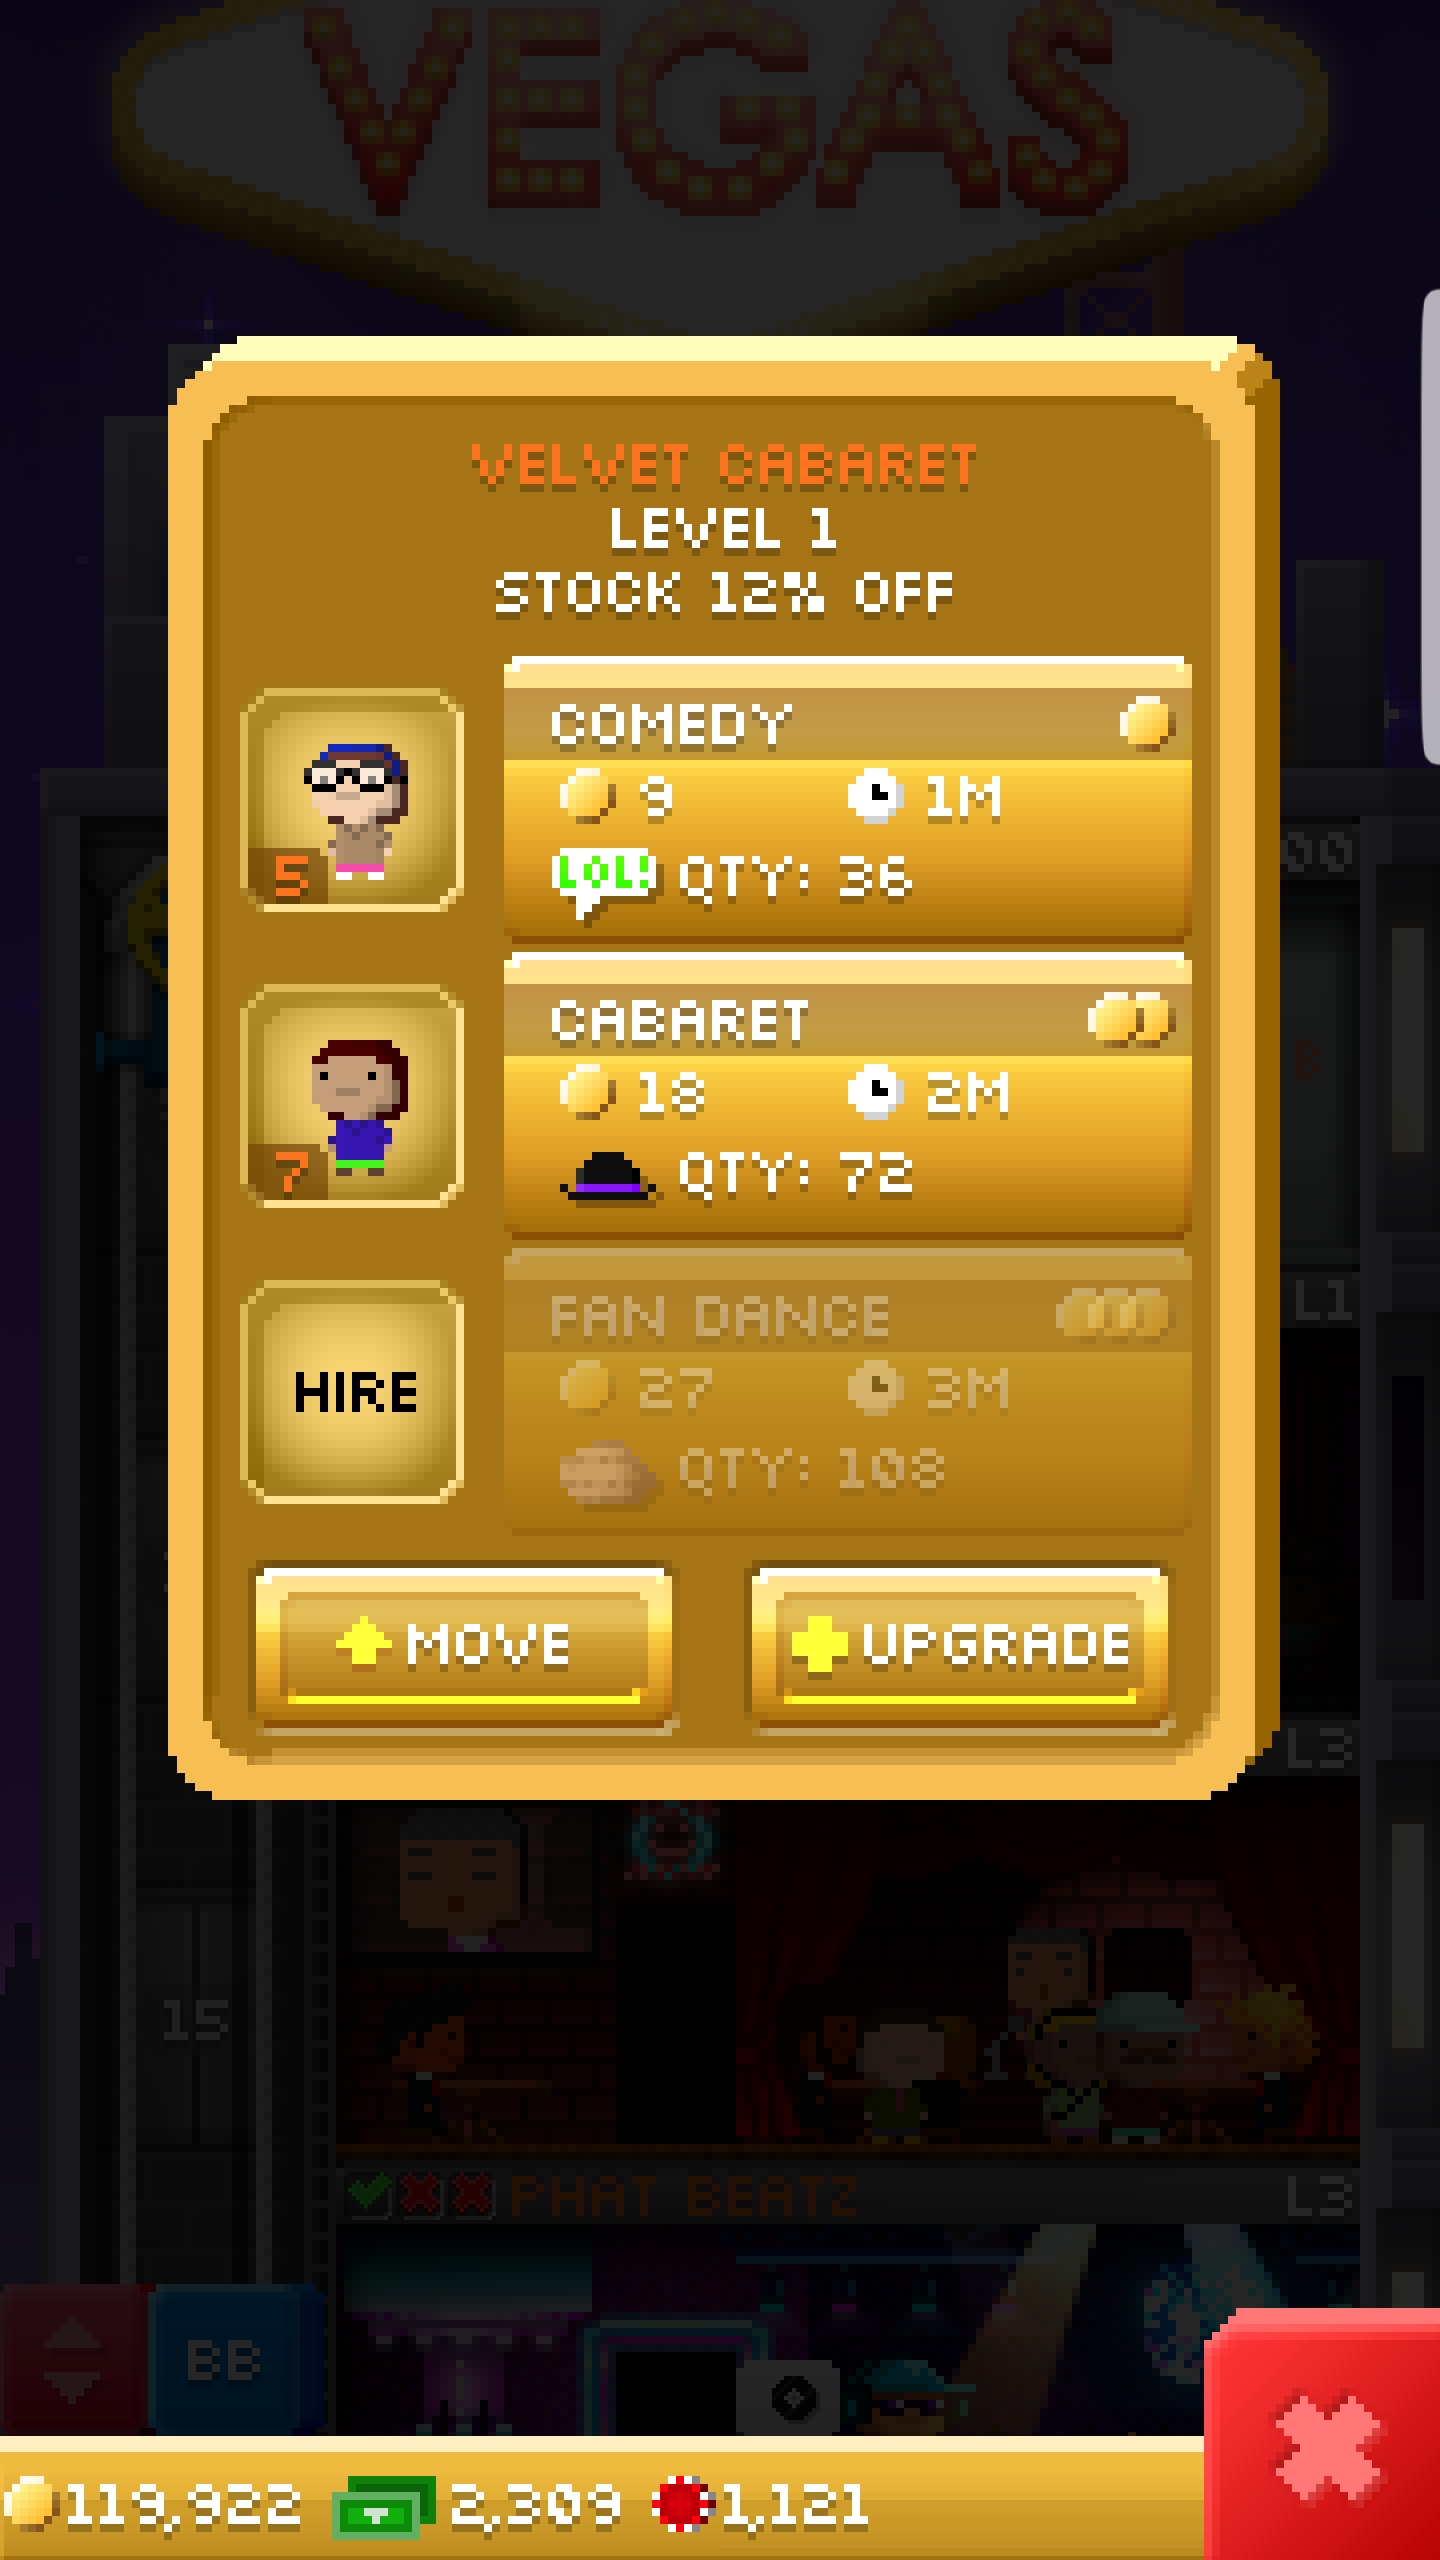 VEGAS
VELVET CABARET
LEVEL 1
STOCK 12% OFF
COMEDY
9 1M
LOL! QTY: 36
5
CABARET
18 2M
QTY: 72
7
FAN DANCE
27 3M
QTY: 108
HIRE
MOVE UPGRADE
00
B
L1
L3
15
PHAT BEATZ L3
BB
119,922 2,309 1,121